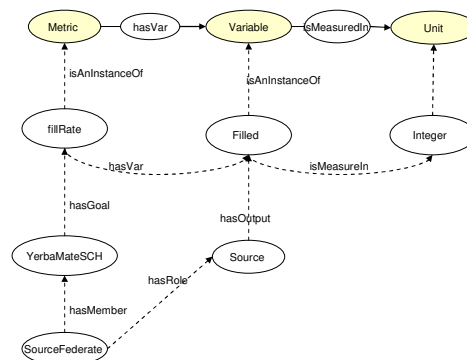 Metric
hasVar
Variable
isMeasuredIn
Unit
isAnInstanceOf
isAnInstanceOf
fillRate
Filled
Integer
hasVar
isMeasureIn
hasGoal
hasOutput
YerbaMateSCH
Source
hasRole
hasMember
SourceFederate